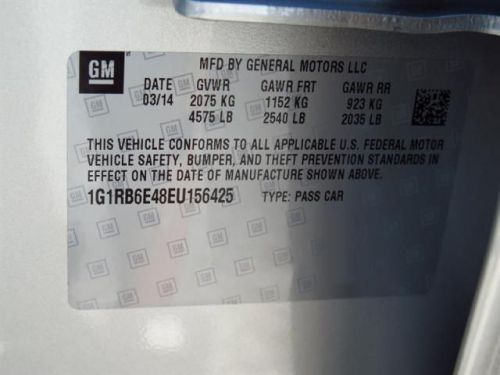 GM MFD BY GENERAL MOTORS LLC
DATE GVWR GAWR FRT GAWR RR
03/14 2075 KG 1152 KG 923 KG
4575 LB 2540 LB 2035 LB
THIS VEHICLE CONFORMS TO ALL APPLICABLE U.S. FEDERAL MOTOR
VEHICLE SAFETY, BUMPER, AND THEFT PREVENTION STANDARDS IN
EFFECT ON THE DATE OF MANUFACTURE SHOWN ABOVE.
1G1RB6E48EU156425 TYPE: PASS CAR